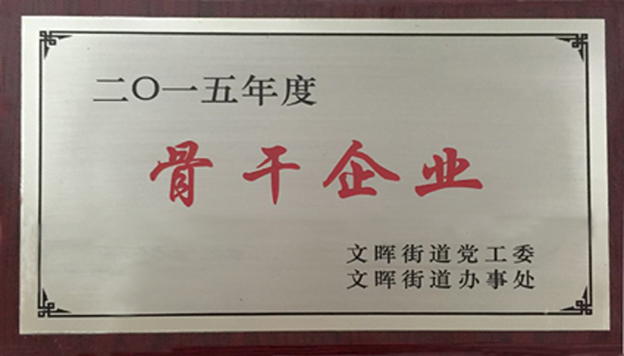 二〇一五年度
骨干企业
文晖街道党工委
文晖街道办事处